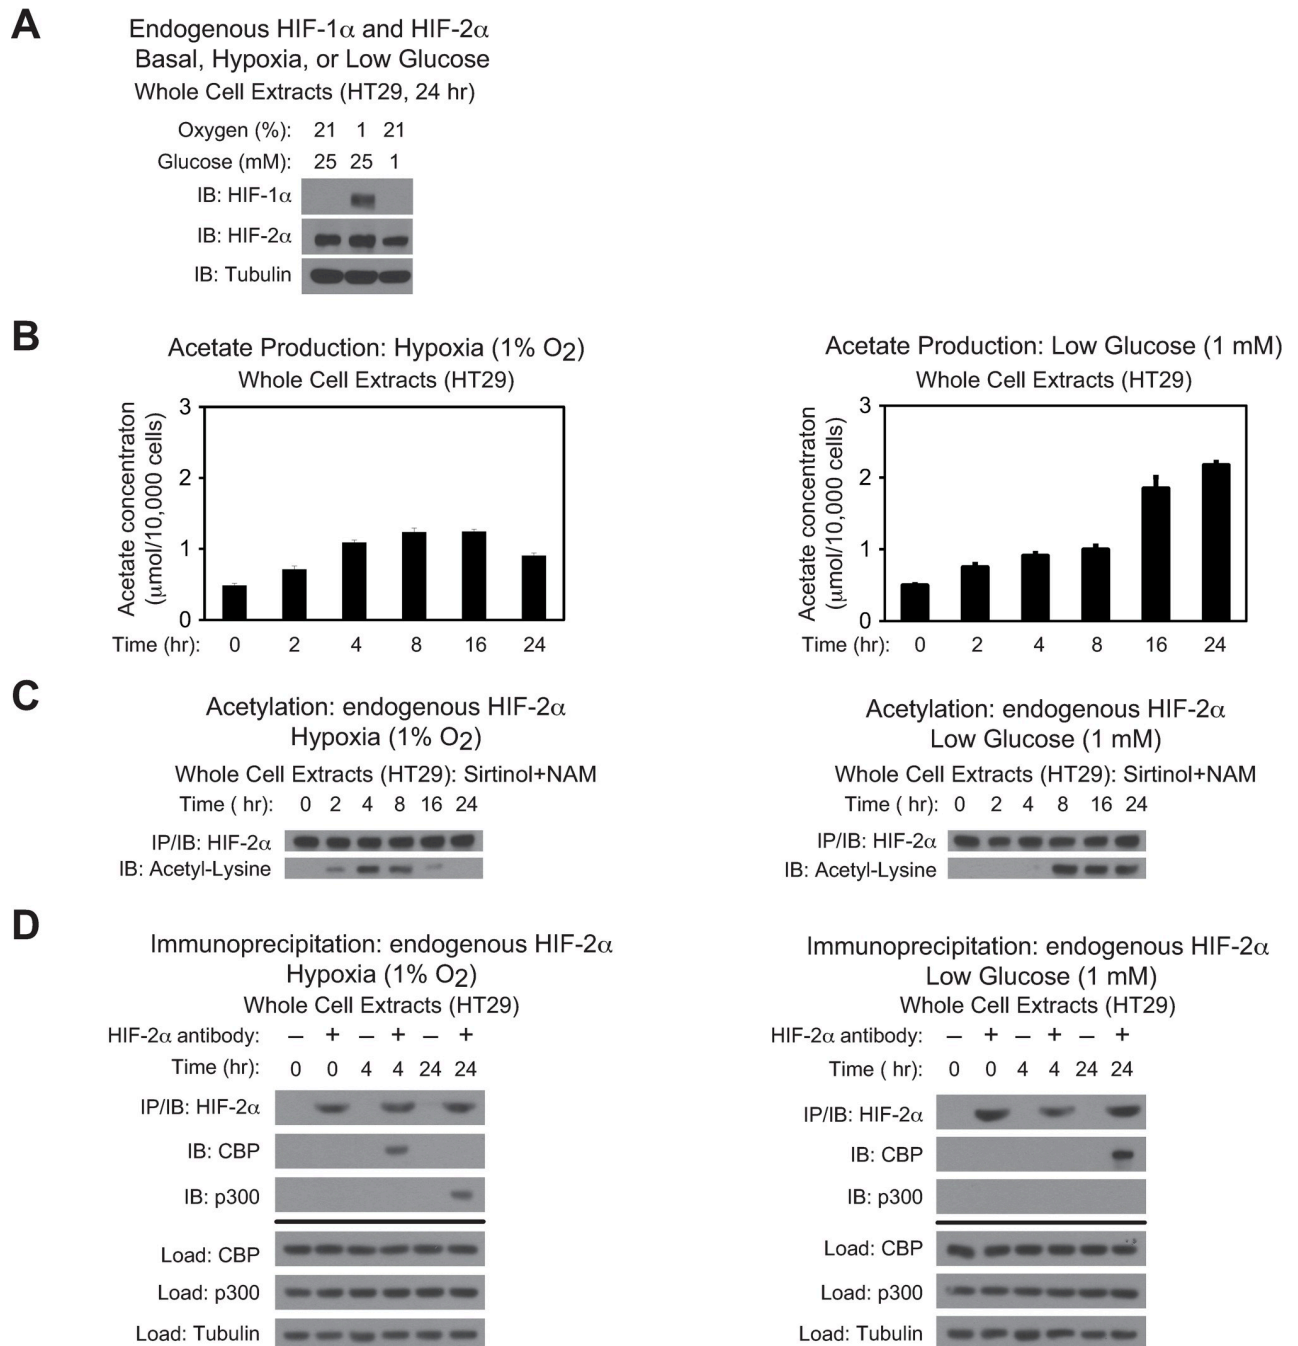 A
Endogenous HIF-1α and HIF-2α
Basal, Hypoxia, or Low Glucose
Whole Cell Extracts (HT29, 24 hr)
Oxygen (%): 21 1 21
Glucose (mM): 25 25 1
IB: HIF-1α
IB: HIF-2α
IB: Tubulin
B
Acetate Production: Hypoxia (1% O2)
Whole Cell Extracts (HT29)
Acetate concentraton
(μmol/10,000 cells)
3
2
1
0
Time (hr): 0 2 4 8 16 24
Acetate Production: Low Glucose (1 mM)
Whole Cell Extracts (HT29)
Acetate concentraton
(μmol/10,000 cells)
3
2
1
0
Time (hr): 0 2 4 8 16 24
C
Acetylation: endogenous HIF-2α
Hypoxia (1% O2)
Whole Cell Extracts (HT29): Sirtinol+NAM
Time ( hr): 0 2 4 8 16 24
IP/IB: HIF-2α
IB: Acetyl-Lysine
Acetylation: endogenous HIF-2α
Low Glucose (1 mM)
Whole Cell Extracts (HT29): Sirtinol+NAM
Time ( hr): 0 2 4 8 16 24
IP/IB: HIF-2α
IB: Acetyl-Lysine
D
Immunoprecipitation: endogenous HIF-2α
Hypoxia (1% O2)
Whole Cell Extracts (HT29)
HIF-2α antibody: – + – + – +
Time (hr): 0 0 4 4 24 24
IP/IB: HIF-2α
IB: CBP
IB: p300
Load: CBP
Load: p300
Load: Tubulin
Immunoprecipitation: endogenous HIF-2α
Low Glucose (1 mM)
Whole Cell Extracts (HT29)
HIF-2α antibody: – + – + – +
Time ( hr): 0 0 4 4 24 24
IP/IB: HIF-2α
IB: CBP
IB: p300
Load: CBP
Load: p300
Load: Tubulin